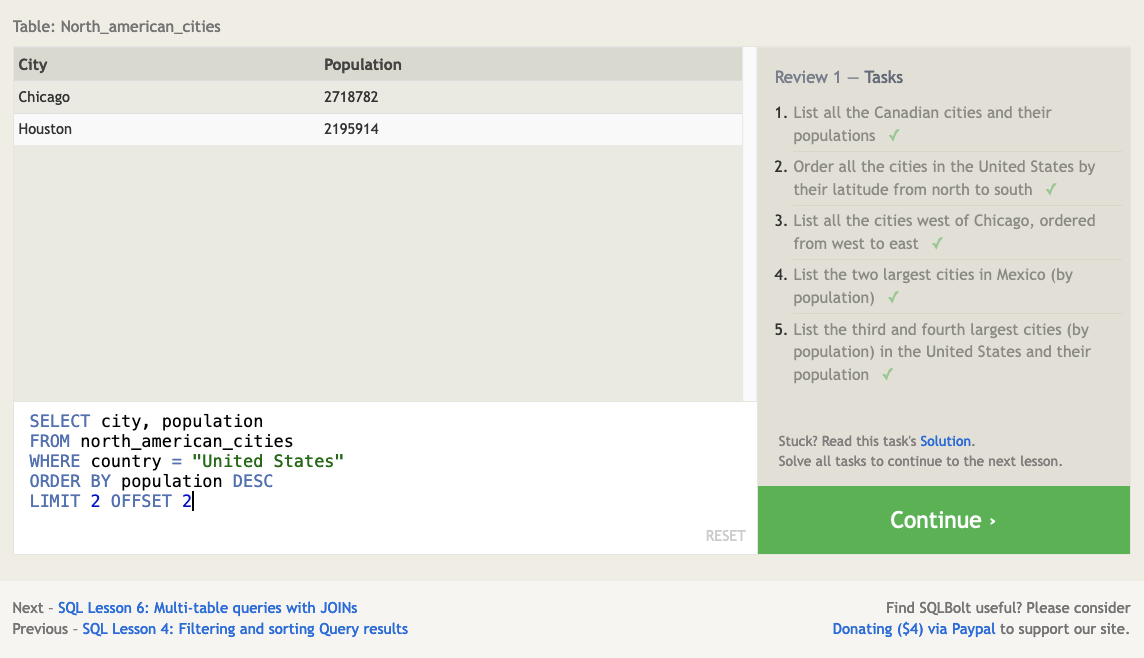 Table: North_american_cities
City Population
Chicago 2718782
Houston 2195914
SELECT city, population
FROM north_american_cities
WHERE country = "United States"
ORDER BY population DESC
LIMIT 2 OFFSET 2
RESET
Review 1 — Tasks
1. List all the Canadian cities and their
populations ✓
2. Order all the cities in the United States by
their latitude from north to south ✓
3. List all the cities west of Chicago, ordered
from west to east ✓
4. List the two largest cities in Mexico (by
population) ✓
5. List the third and fourth largest cities (by
population) in the United States and their
population ✓
Stuck? Read this task's Solution.
Solve all tasks to continue to the next lesson.
Continue ›
Next – SQL Lesson 6: Multi-table queries with JOINs
Previous – SQL Lesson 4: Filtering and sorting Query results
Find SQLBolt useful? Please consider
Donating ($4) via Paypal to support our site.